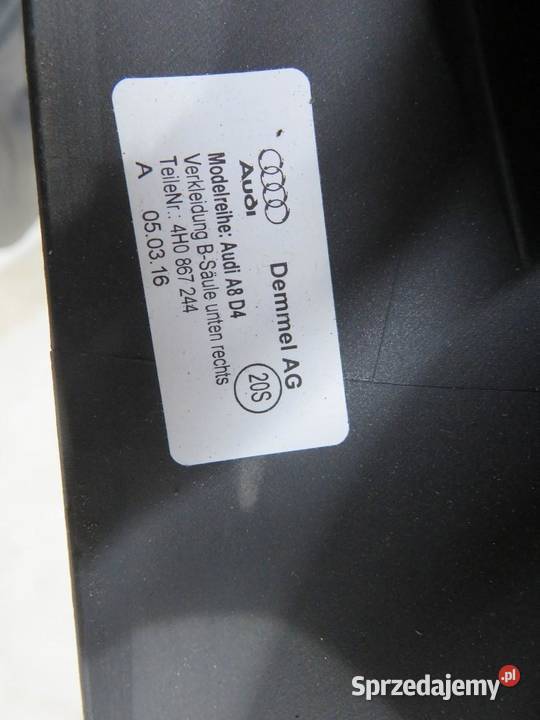 Audi
Demmel AG
Modelreihe: Audi A8 D4
Verkleidung B-Säule unten rechts
TeileNr.: 4H0 867 244
A 05.03.16
20S
Sprzedajemy.pl